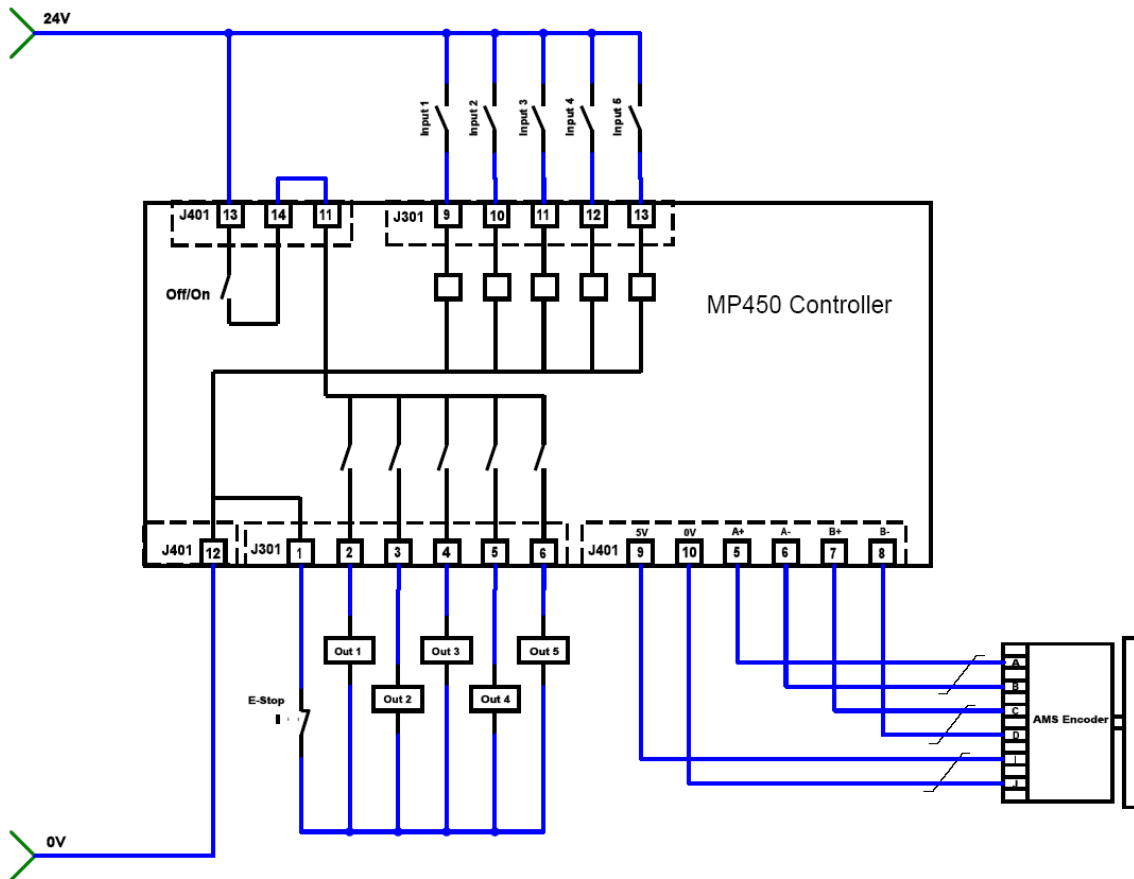 24V
Input 1
Input 2
Input 3
Input 4
Input 5
J401 13 14 11 J301 9 10 11 12 13
Off/On
MP450 Controller
5V 0V A+ A- B+ B-
J401 12 J301 1 2 3 4 5 6 J401 9 10 5 6 7 8
Out 1 Out 3 Out 5
Out 2 Out 4
E-Stop
A
B
C
D
I
J
AMS Encoder
0V